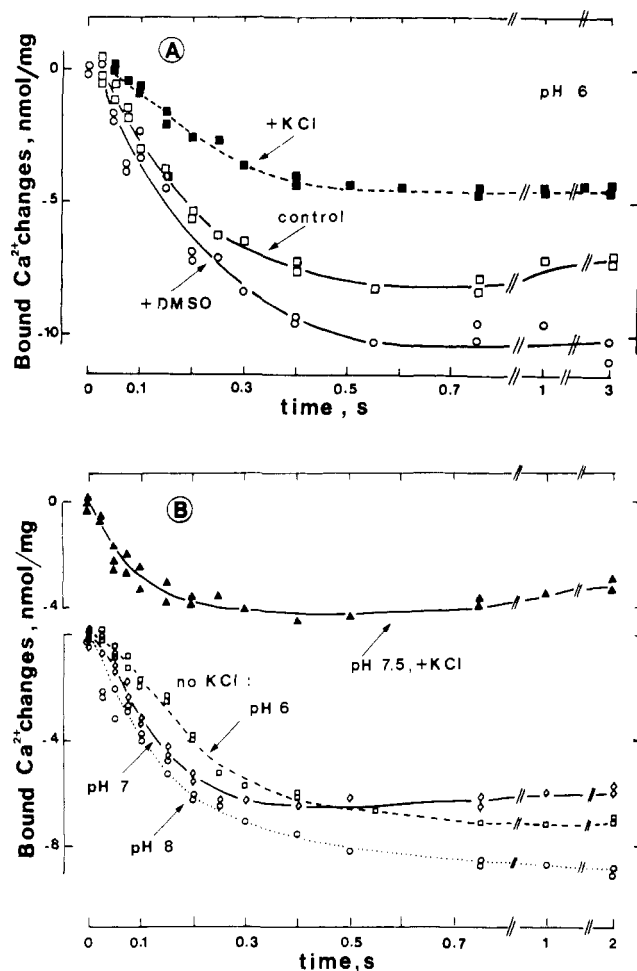 A
pH 6
+KCl
control
+DMSO
0
-5
-10
Bound Ca2+changes, nmol/mg
0 0.1 0.3 0.5 0.7 1 3
time, s
B
0
.4
pH 7.5, +KCl
no KCl :
pH 6
pH 7
pH 8
-4
-8
Bound Ca2+changes, nmol/mg
0 0.1 0.3 0.5 0.7 1 2
time, s